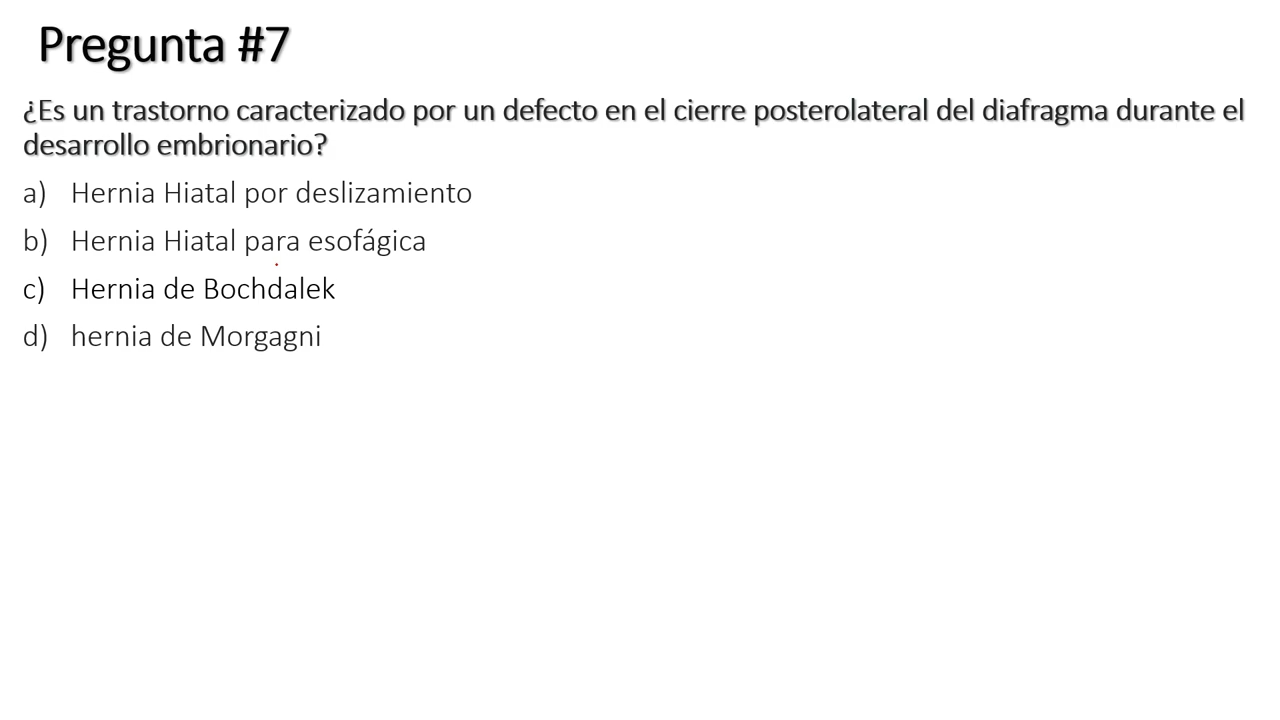 Pregunta #7
¿Es un trastorno caracterizado por un defecto en el cierre posterolateral del diafragma durante el
desarrollo embrionario?
a) Hernia Hiatal por deslizamiento
b) Hernia Hiatal para esofágica
c) Hernia de Bochdalek
d) hernia de Morgagni